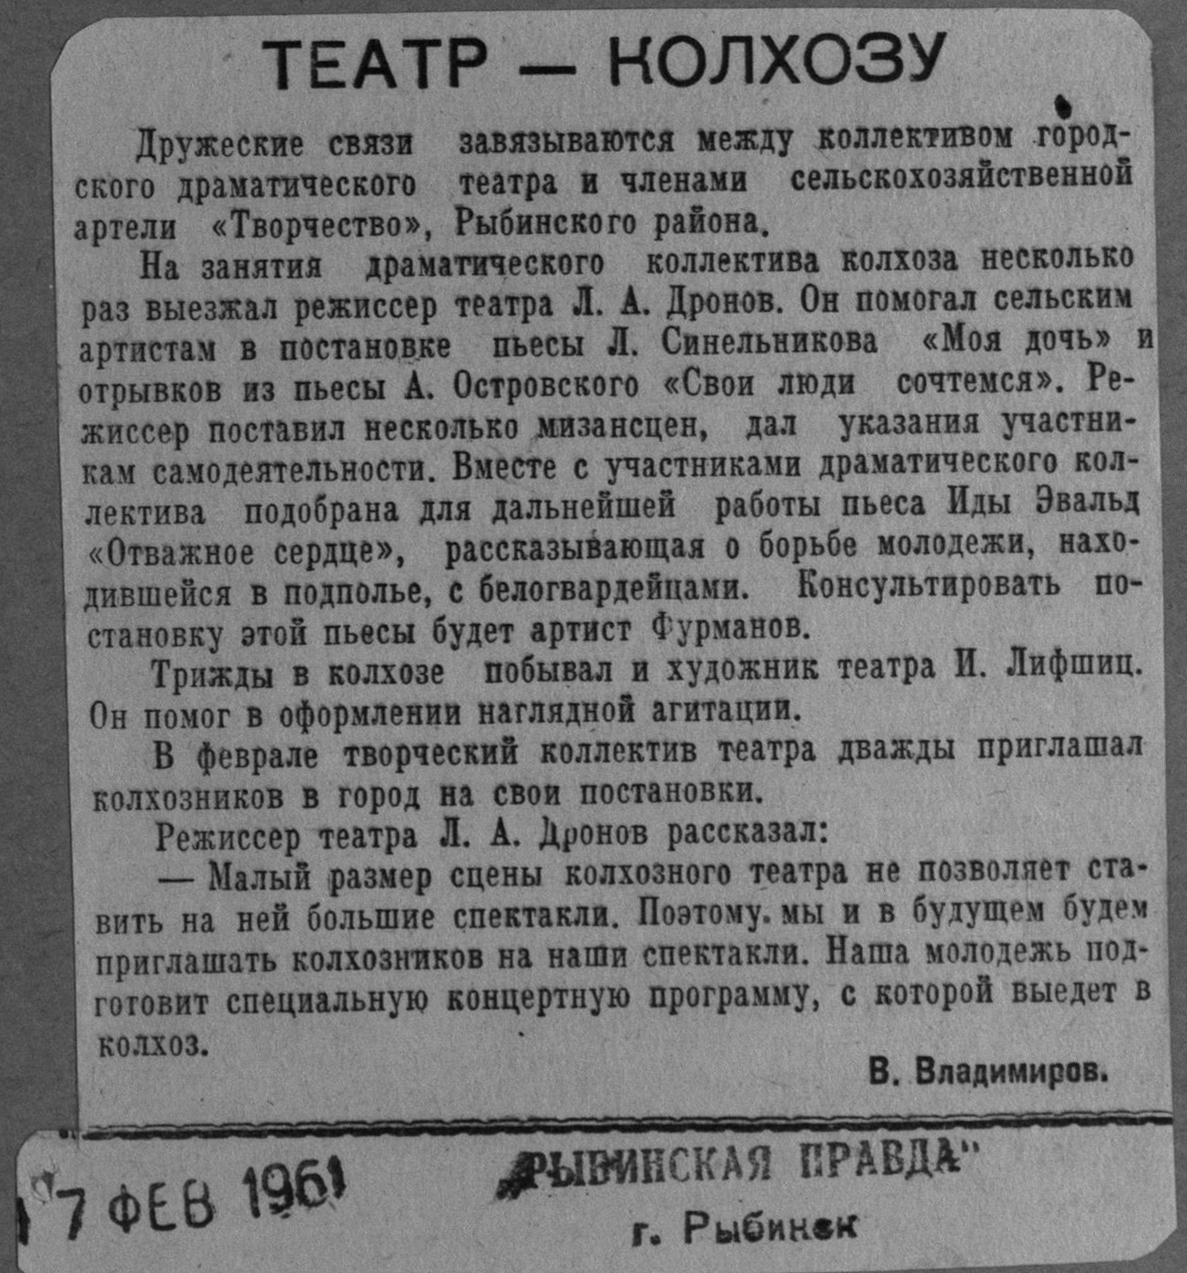 ТЕАТР — КОЛХОЗУ
Дружеские связи завязываются между коллективом город-
ского драматического театра и членами сельскохозяйственной
артели «Творчество», Рыбинского района.
На занятия драматического коллектива колхоза несколько
раз выезжал режиссер театра Л. А. Дронов. Он помогал сельским
артистам в постановке пьесы Л. Синельникова «Моя дочь» и
отрывков из пьесы А. Островского «Свои люди сочтемся». Ре-
жиссер поставил несколько мизансцен, дал указания участни-
кам самодеятельности. Вместе с участниками драматического кол-
лектива подобрана для дальнейшей работы пьеса Иды Эвальд
«Отважное сердце», рассказывающая о борьбе молодежи, нахо-
дившейся в подполье, с белогвардейцами. Консультировать по-
становку этой пьесы будет артист Фурманов.
Трижды в колхозе побывал и художник театра И. Лифшиц.
Он помог в оформлении наглядной агитации.
В феврале творческий коллектив театра дважды приглашал
колхозников в город на свои постановки.
Режиссер театра Л. А. Дронов рассказал:
— Малый размер сцены колхозного театра не позволяет ста-
вить на ней большие спектакли. Поэтому мы и в будущем будем
приглашать колхозников на наши спектакли. Наша молодежь под-
готовит специальную концертную программу, с которой выедет в
колхоз.
В. Владимиров.
7 ФЕВ 1961
„РЫБИНСКАЯ ПРАВДА"
г. Рыбинск